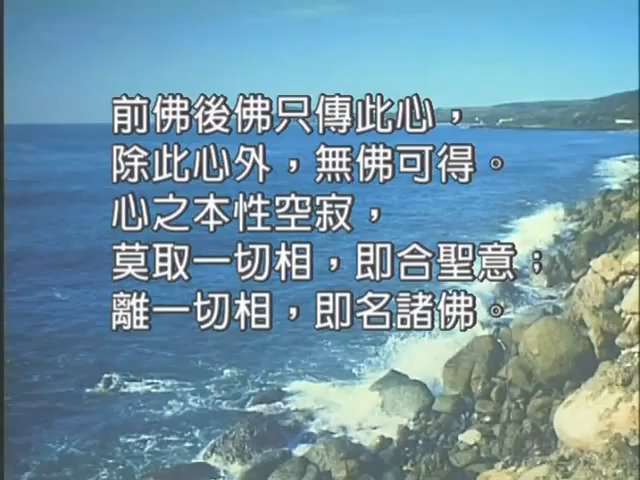 前佛後佛只傳此心，
除此心外，無佛可得。
心之本性空寂，
莫取一切相，即合聖意；
離一切相，即名諸佛。